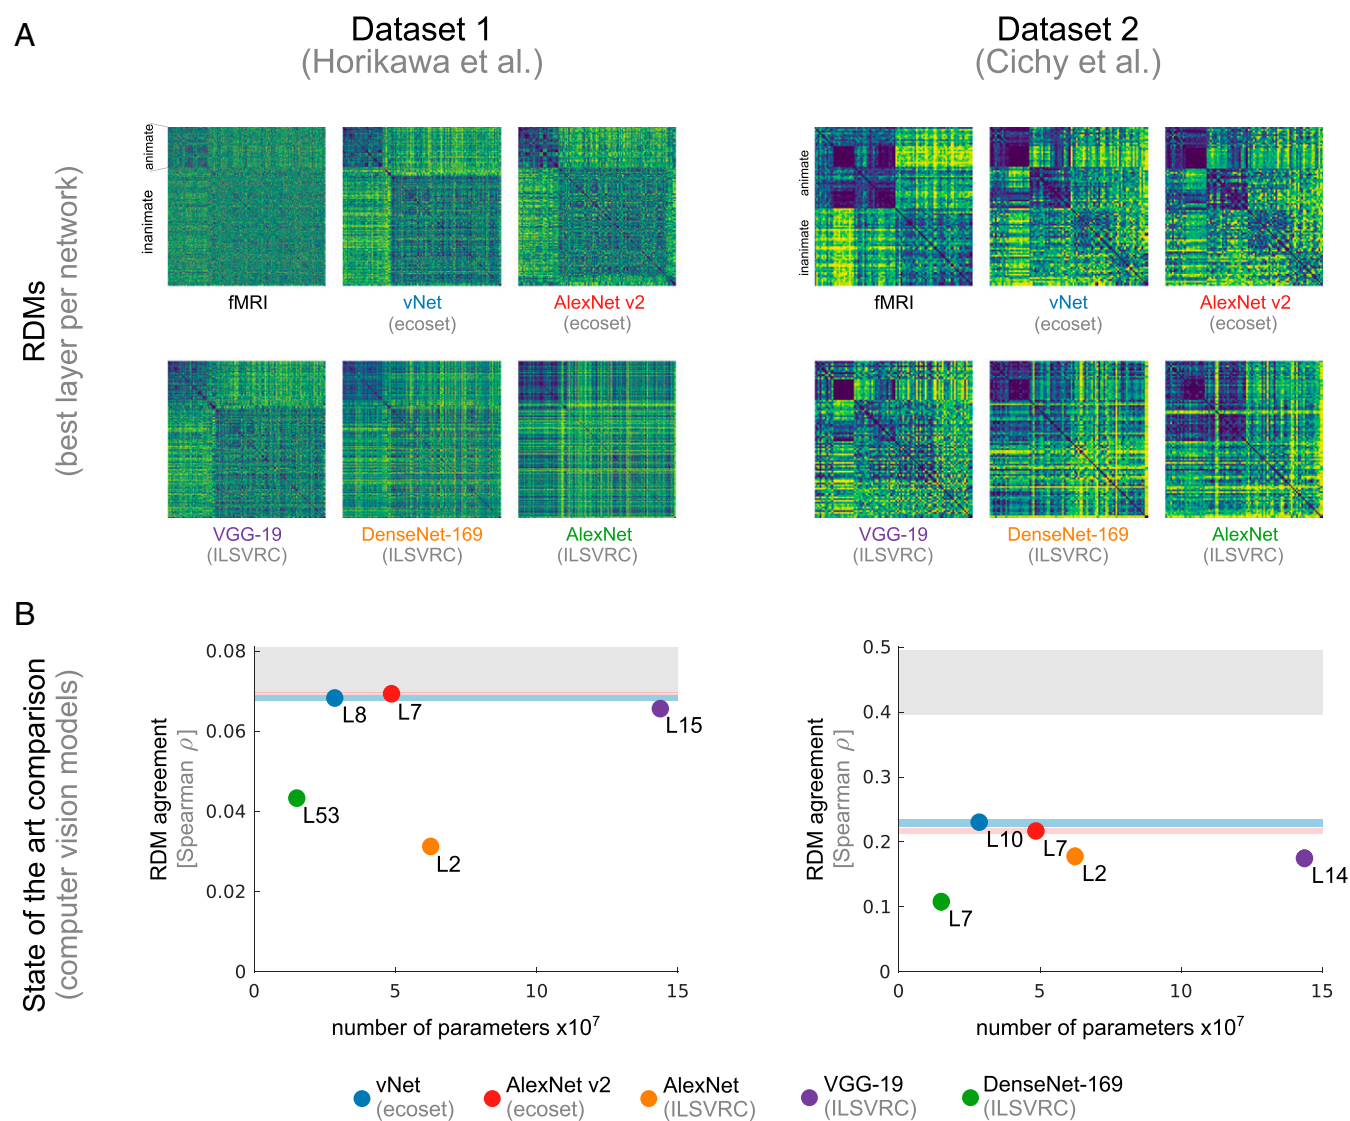 A
Dataset 1
(Horikawa et al.)
Dataset 2
(Cichy et al.)
RDMs
(best layer per network)
animate
inanimate
fMRI
vNet
(ecoset)
AlexNet v2
(ecoset)
VGG-19
(ILSVRC)
DenseNet-169
(ILSVRC)
AlexNet
(ILSVRC)
animate
inanimate
fMRI
vNet
(ecoset)
AlexNet v2
(ecoset)
VGG-19
(ILSVRC)
DenseNet-169
(ILSVRC)
AlexNet
(ILSVRC)
B
State of the art comparison
(computer vision models)
RDM agreement
[Spearman ρ]
0.08
0.06
0.04
0.02
0
L8
L7
L15
L53
L2
0 5 10 15
number of parameters x10⁷
RDM agreement
[Spearman ρ]
0.5
0.4
0.3
0.2
0.1
0
L10
L7
L2
L14
L7
0 5 10 15
number of parameters x10⁷
vNet
(ecoset)
AlexNet v2
(ecoset)
AlexNet
(ILSVRC)
VGG-19
(ILSVRC)
DenseNet-169
(ILSVRC)